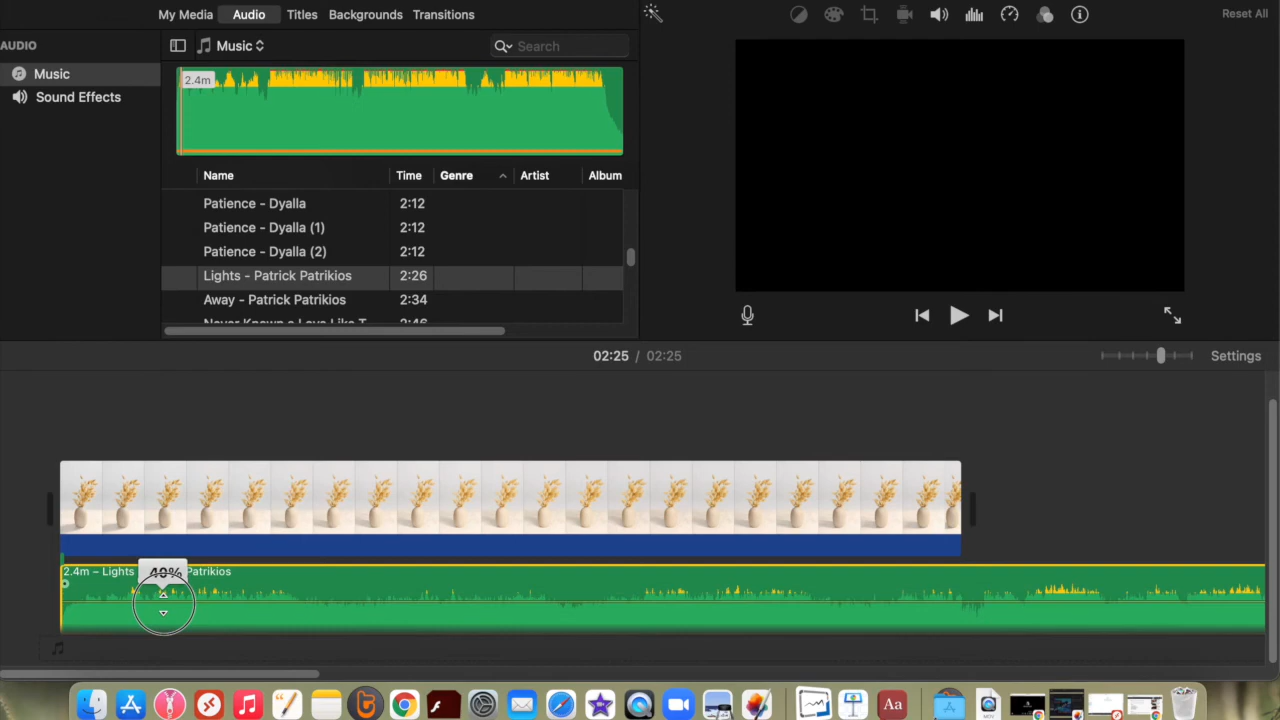 My Media Audio Titles Backgrounds Transitions
Reset All
AUDIO
Music
Search
Music
Sound Effects
2.4m
Name Time Genre Artist Album
Patience - Dyalla 2:12
Patience - Dyalla (1) 2:12
Patience - Dyalla (2) 2:12
Lights - Patrick Patrikios 2:26
Away - Patrick Patrikios 2:34
02:25 / 02:25
Settings
40%
2.4m – Lights Patrikios
Aa